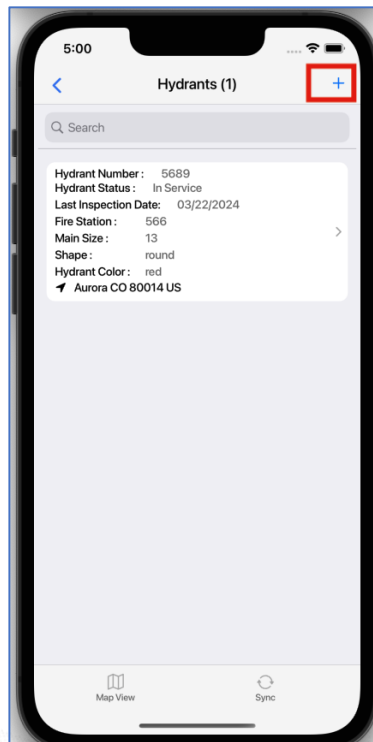 5:00
Hydrants (1)
Search
Hydrant Number : 5689
Hydrant Status : In Service
Last Inspection Date: 03/22/2024
Fire Station : 566
Main Size : 13
Shape : round
Hydrant Color : red
Aurora CO 80014 US
Map View Sync